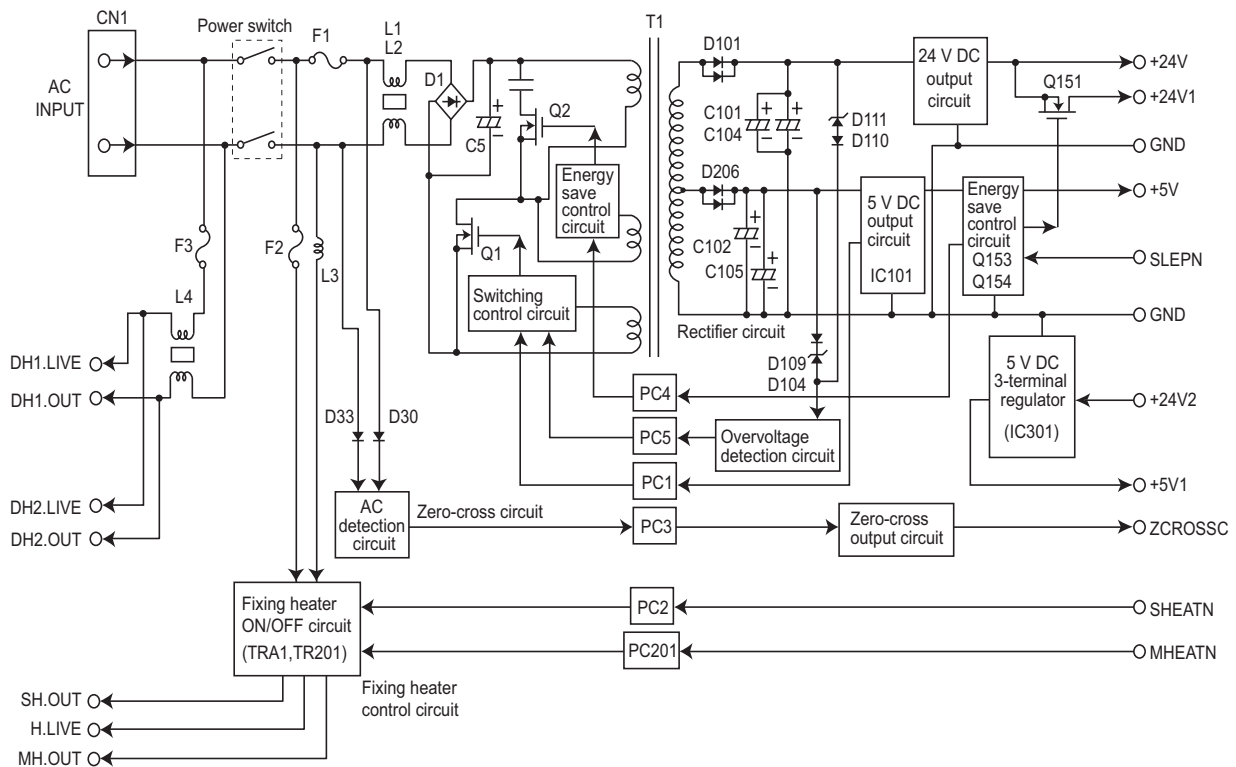 CN1
Power switch
F1
L1
L2
D1
T1
D101
24 V DC
output
circuit
+24V
Q151
+24V1
AC
INPUT
Q2
C5
C101
C104
D111
D110
GND
D206
+5V
Energy
save
control
circuit
5 V DC
output
circuit
IC101
Energy
save
control
circuit
Q153
Q154
C102
C105
SLEPN
F3
F2
L3
Q1
Switching
control circuit
L4
Rectifier circuit
GND
DH1.LIVE
DH1.OUT
D109
D104
5 V DC
3-terminal
regulator
(IC301)
+24V2
D33
D30
PC4
PC5
Overvoltage
detection circuit
PC1
+5V1
DH2.LIVE
DH2.OUT
AC
detection
circuit
Zero-cross circuit
PC3
Zero-cross
output circuit
ZCROSSC
Fixing heater
ON/OFF circuit
(TRA1,TR201)
PC2
SHEATN
PC201
MHEATN
Fixing heater
control circuit
SH.OUT
H.LIVE
MH.OUT